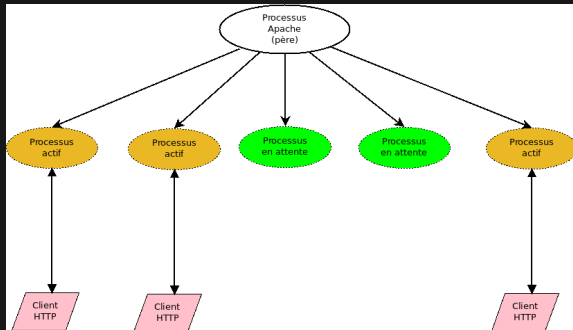 Processus
Apache
(père)
Processus
actif
Processus
actif
Processus
en attente
Processus
en attente
Processus
actif
Client
HTTP
Client
HTTP
Client
HTTP